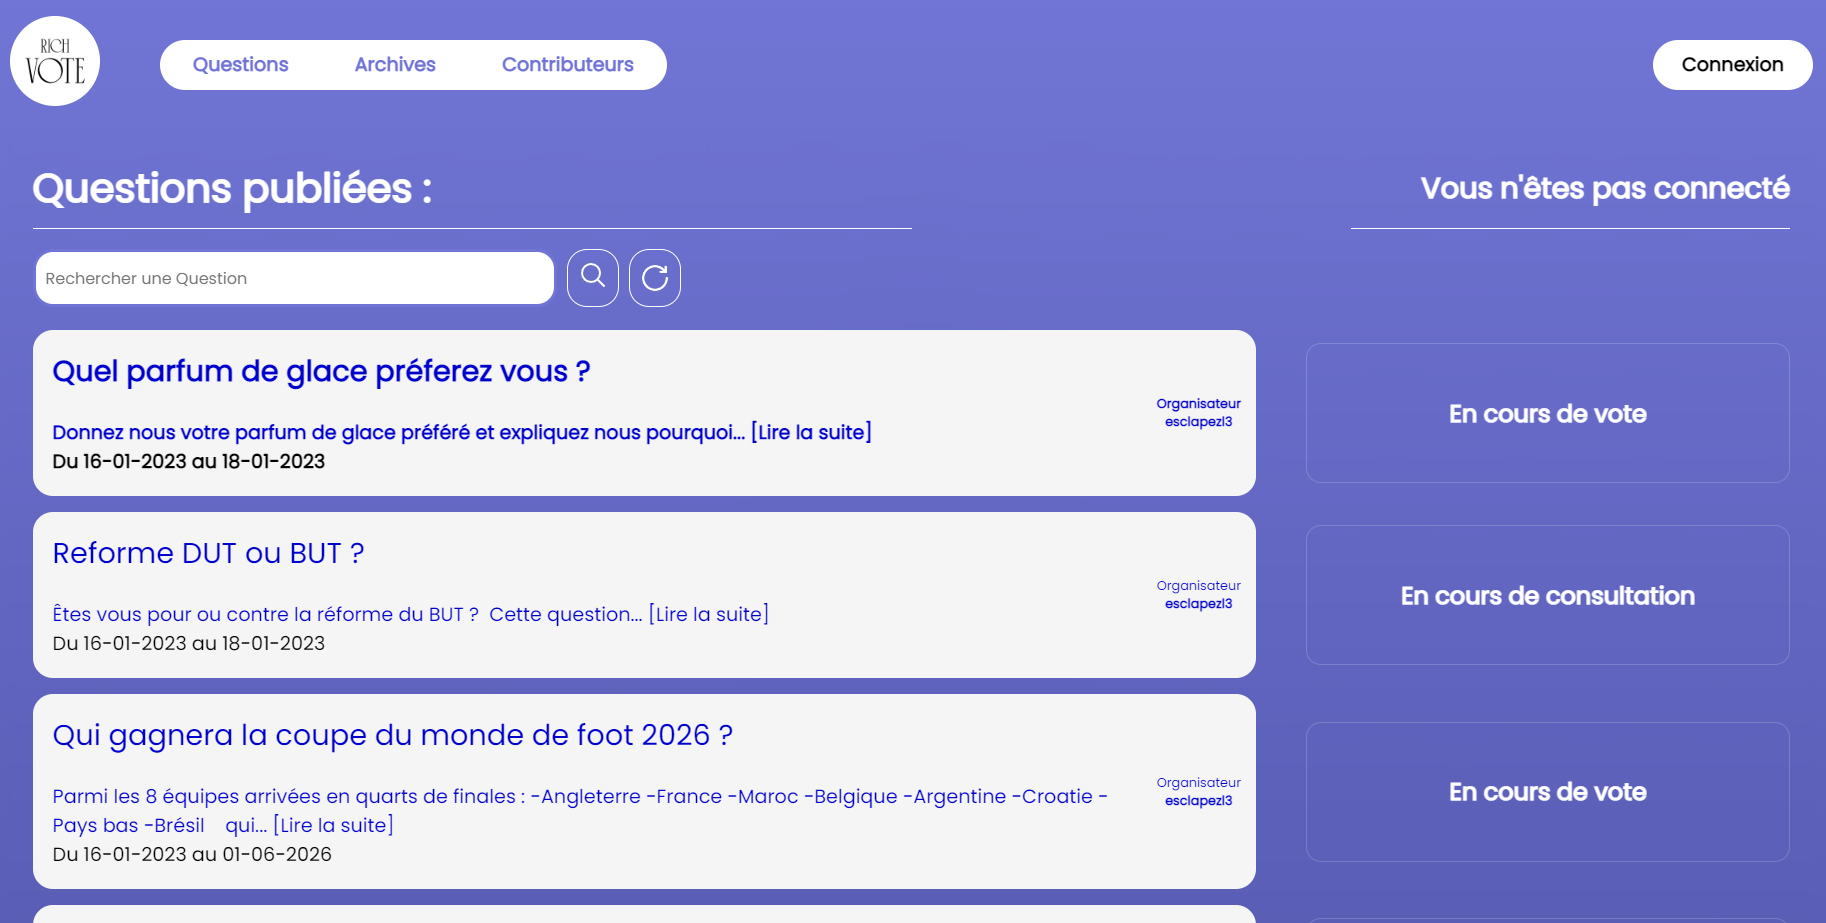 RICH
VOTE
Questions Archives Contributeurs
Connexion
Questions publiées :
Vous n'êtes pas connecté
Rechercher une Question
Quel parfum de glace préferez vous ?
Donnez nous votre parfum de glace préféré et expliquez nous pourquoi... [Lire la suite]
Du 16-01-2023 au 18-01-2023
Organisateur
esclapezl3
En cours de vote
Reforme DUT ou BUT ?
Êtes vous pour ou contre la réforme du BUT ?  Cette question... [Lire la suite]
Du 16-01-2023 au 18-01-2023
Organisateur
esclapezl3
En cours de consultation
Qui gagnera la coupe du monde de foot 2026 ?
Parmi les 8 équipes arrivées en quarts de finales : -Angleterre -France -Maroc -Belgique -Argentine -Croatie -
Pays bas -Brésil    qui... [Lire la suite]
Du 16-01-2023 au 01-06-2026
Organisateur
esclapezl3
En cours de vote